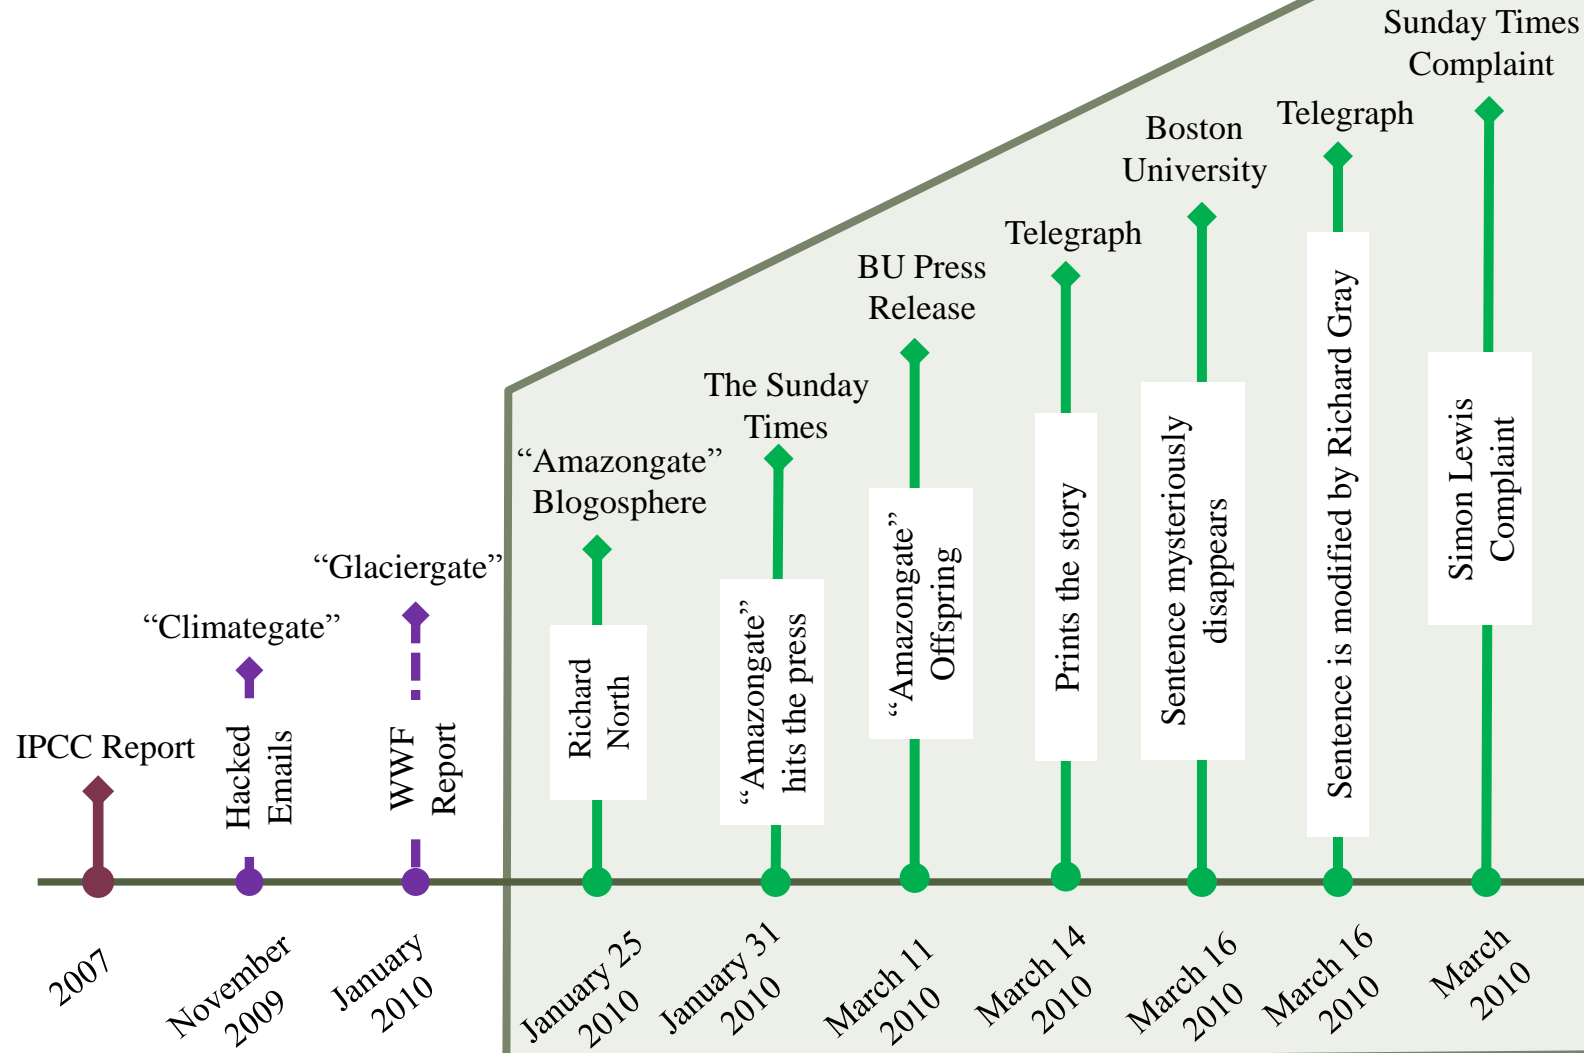 IPCC Report
2007
“Climategate”
Hacked
Emails
November
2009
“Glaciergate”
WWF
Report
January
2010
“Amazongate”
Blogosphere
Richard
North
January 25
2010
The Sunday
Times
“Amazongate”
hits the press
January 31
2010
BU Press
Release
“Amazongate”
Offspring
March 11
2010
Telegraph
Prints the story
March 14
2010
Boston
University
Sentence mysteriously
disappears
March 16
2010
Telegraph
Sentence is modified by Richard Gray
March 16
2010
Sunday Times
Complaint
Simon Lewis
Complaint
March
2010